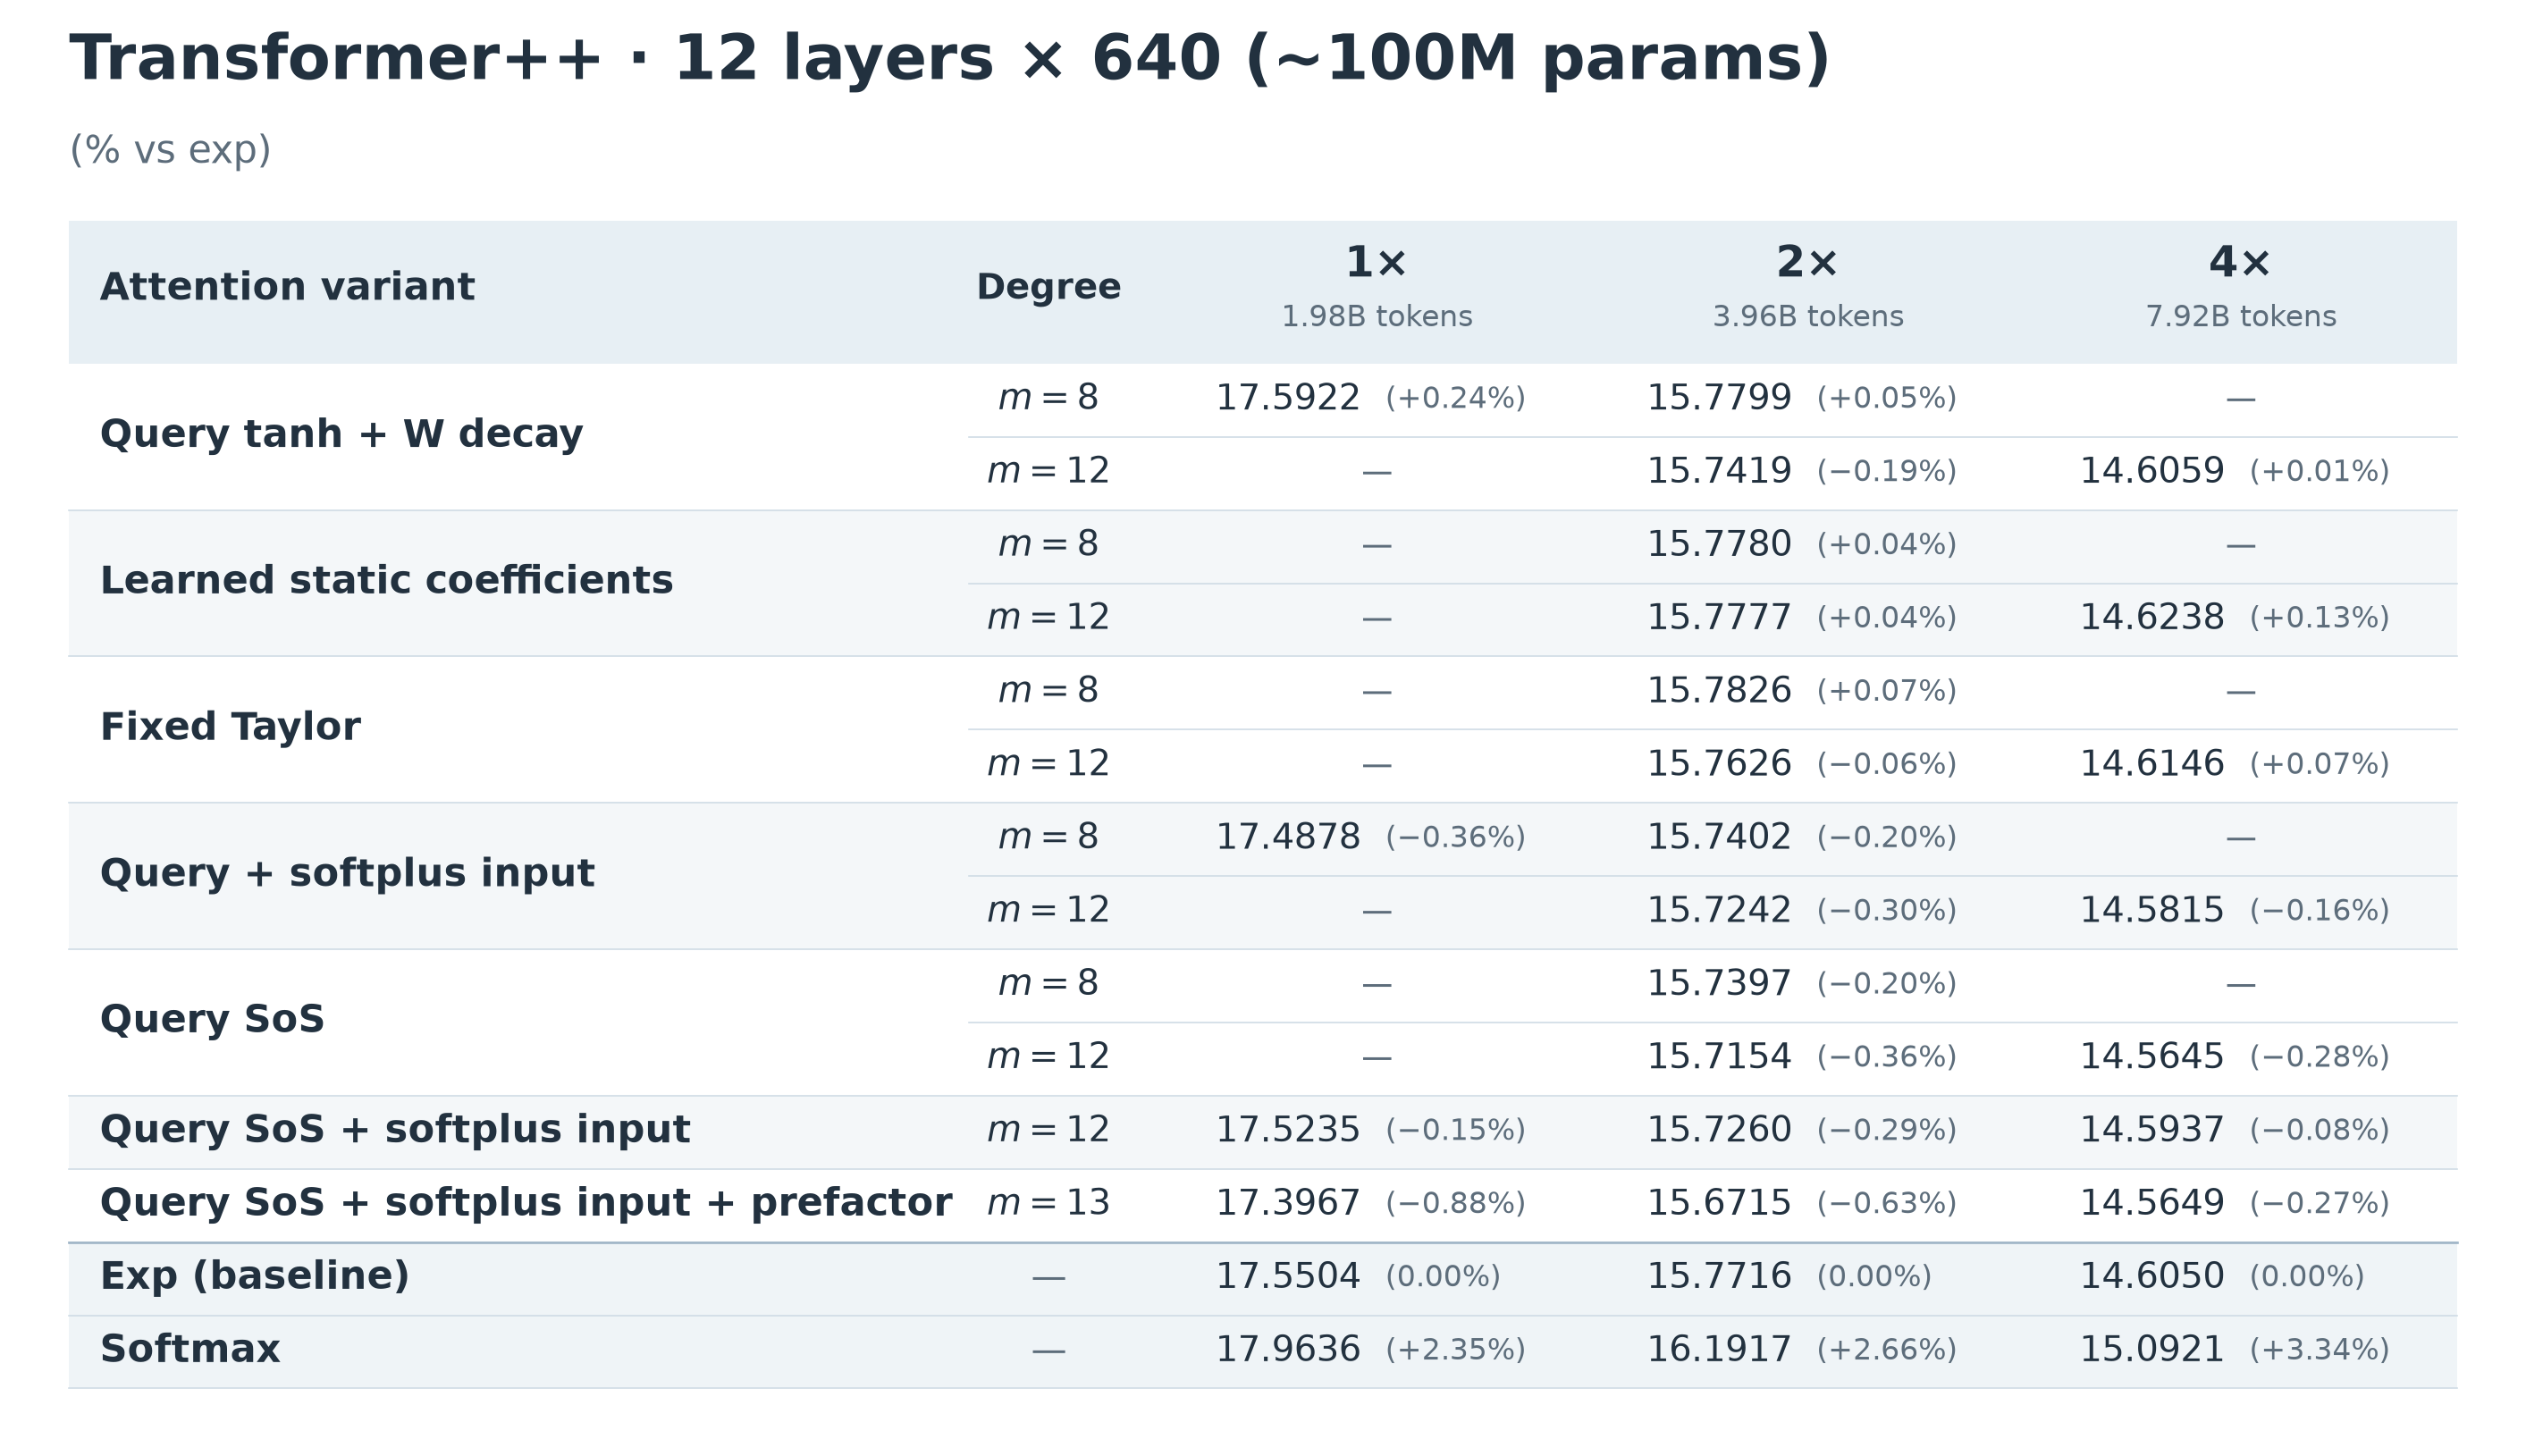 Transformer++ · 12 layers × 640 (~100M params)
(% vs exp)
Attention variant Degree 1× 2× 4×
1.98B tokens 3.96B tokens 7.92B tokens
Query tanh + W decay
m = 8 17.5922 (+0.24%) 15.7799 (+0.05%) —
m = 12 — 15.7419 (−0.19%) 14.6059 (+0.01%)
Learned static coefficients
m = 8 — 15.7780 (+0.04%) —
m = 12 — 15.7777 (+0.04%) 14.6238 (+0.13%)
Fixed Taylor
m = 8 — 15.7826 (+0.07%) —
m = 12 — 15.7626 (−0.06%) 14.6146 (+0.07%)
Query + softplus input
m = 8 17.4878 (−0.36%) 15.7402 (−0.20%) —
m = 12 — 15.7242 (−0.30%) 14.5815 (−0.16%)
Query SoS
m = 8 — 15.7397 (−0.20%) —
m = 12 — 15.7154 (−0.36%) 14.5645 (−0.28%)
Query SoS + softplus input m = 12 17.5235 (−0.15%) 15.7260 (−0.29%) 14.5937 (−0.08%)
Query SoS + softplus input + prefactor m = 13 17.3967 (−0.88%) 15.6715 (−0.63%) 14.5649 (−0.27%)
Exp (baseline) — 17.5504 (0.00%) 15.7716 (0.00%) 14.6050 (0.00%)
Softmax — 17.9636 (+2.35%) 16.1917 (+2.66%) 15.0921 (+3.34%)